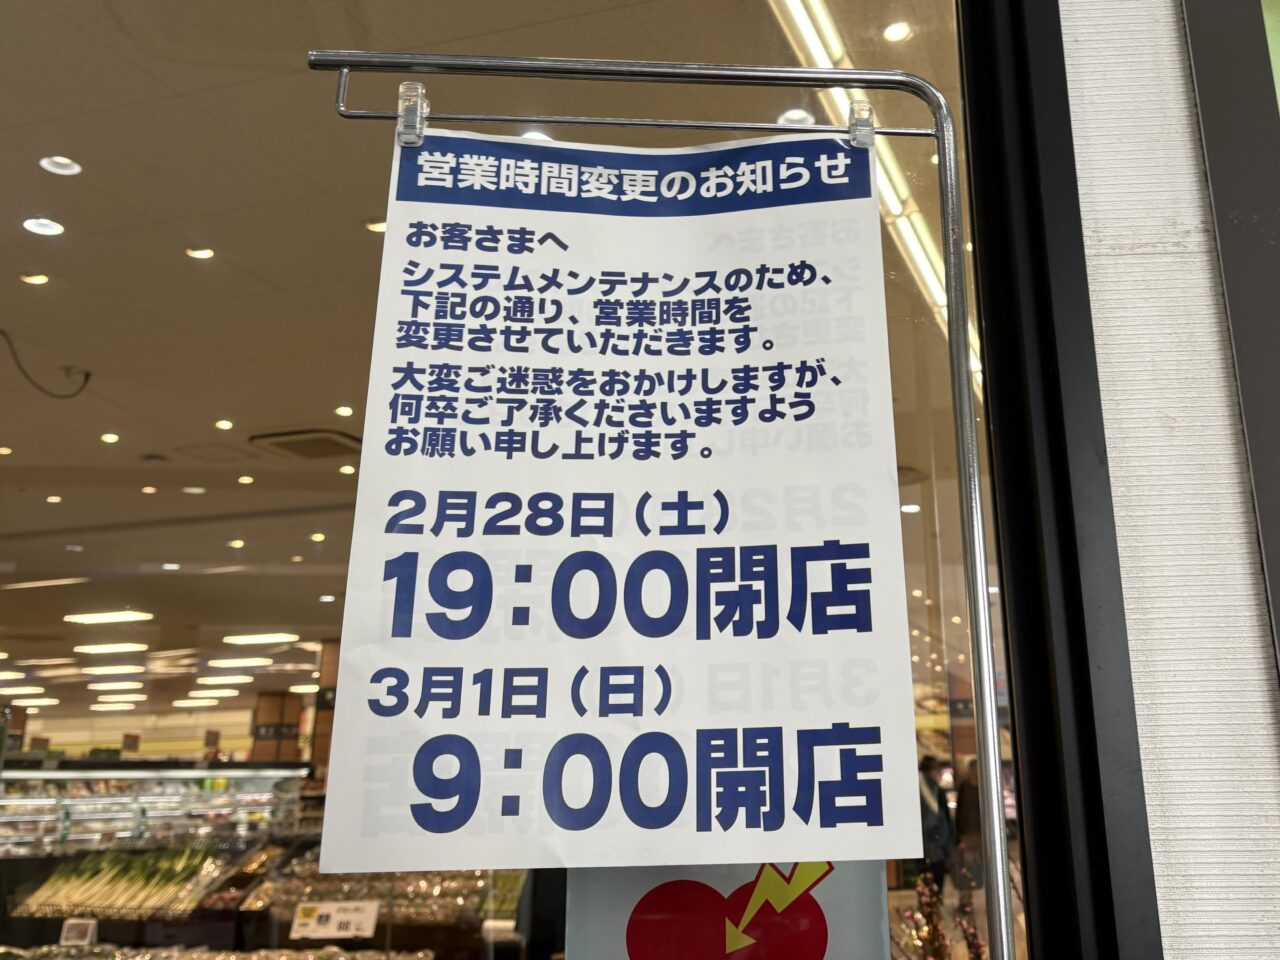 営業時間変更のお知らせ
お客さまへ
システムメンテナンスのため、
下記の通り、営業時間を
変更させていただきます。
大変ご迷惑をおかけしますが、
何卒ご了承くださいますよう
お願い申し上げます。
2月28日（土）
19：00閉店
3月1日（日）
9：00開店